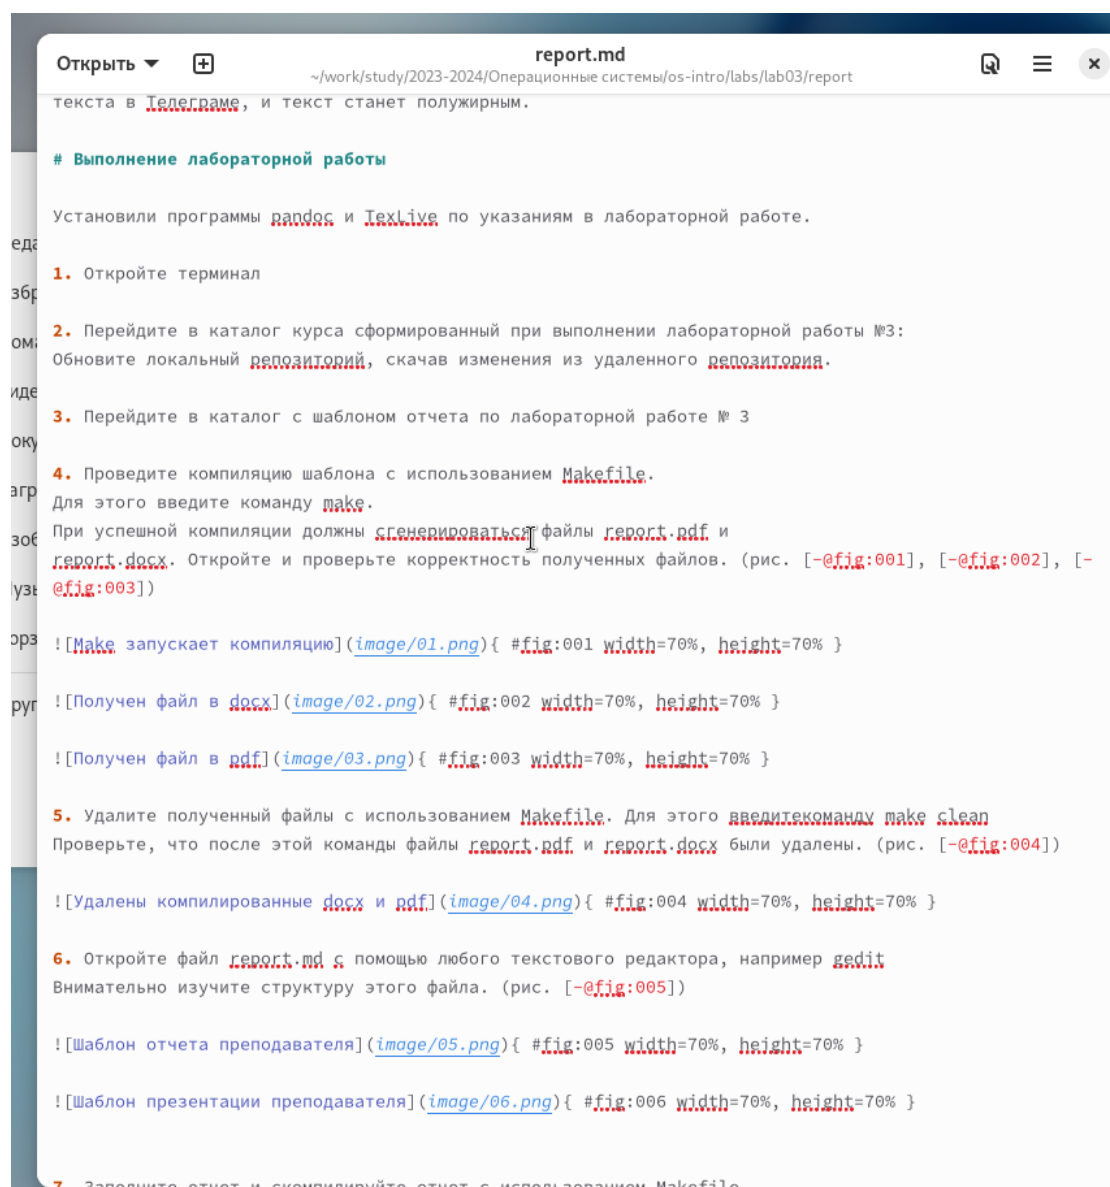 Открыть
report.md
~/work/study/2023-2024/Операционные системы/os-intro/labs/lab03/report
текста в Телеграме, и текст станет полужирным.
# Выполнение лабораторной работы
Установили программы pandoc и TexLive по указаниям в лабораторной работе.
1. Откройте терминал
2. Перейдите в каталог курса сформированный при выполнении лабораторной работы №3:
Обновите локальный репозиторий, скачав изменения из удаленного репозитория.
3. Перейдите в каталог с шаблоном отчета по лабораторной работе № 3
4. Проведите компиляцию шаблона с использованием Makefile.
Для этого введите команду make.
При успешной компиляции должны сгенерироваться файлы report.pdf и
report.docx. Откройте и проверьте корректность полученных файлов. (рис. [-@fig:001], [-@fig:002], [-
@fig:003])
![Make запускает компиляцию](image/01.png){ #fig:001 width=70%, height=70% }
![Получен файл в docx](image/02.png){ #fig:002 width=70%, height=70% }
![Получен файл в pdf](image/03.png){ #fig:003 width=70%, height=70% }
5. Удалите полученный файлы с использованием Makefile. Для этого введитекоманду make clean
Проверьте, что после этой команды файлы report.pdf и report.docx были удалены. (рис. [-@fig:004])
![Удалены компилированные docx и pdf](image/04.png){ #fig:004 width=70%, height=70% }
6. Откройте файл report.md с помощью любого текстового редактора, например gedit
Внимательно изучите структуру этого файла. (рис. [-@fig:005])
![Шаблон отчета преподавателя](image/05.png){ #fig:005 width=70%, height=70% }
![Шаблон презентации преподавателя](image/06.png){ #fig:006 width=70%, height=70% }
7. Заполните отчет и скомпилируйте отчет с использованием Makefile.